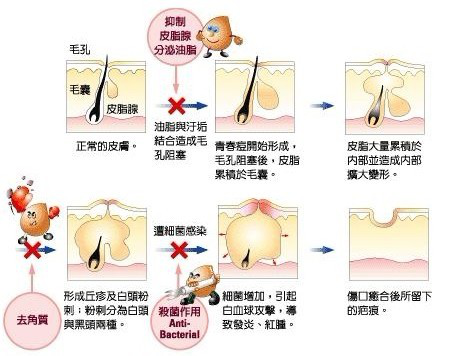 抑制
皮脂腺
分泌油脂
毛孔
毛囊
皮脂腺
正常的皮膚。
油脂與汙垢
結合造成毛
孔阻塞
青春痘開始形成，
毛孔阻塞後，皮脂
累積於毛囊。
皮脂大量累積於
內部並造成內部
擴大變形。
去角質
形成丘疹及白頭粉
刺；粉刺分為白頭
與黑頭兩種。
遭細菌感染
殺菌作用
Anti-
Bacterial
細菌增加，引起
白血球攻擊，導
致發炎、紅腫。
傷口癒合後所留下
的疤痕。